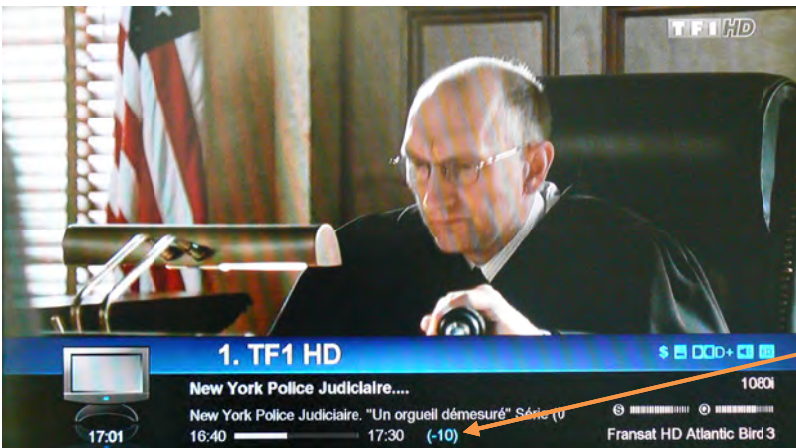 TF1 HD
1. TF1 HD
$ D+
New York Police Judiciaire....
1080i
New York Police Judiciaire. "Un orgueil démesuré" Série (
S Q
17:01 16:40 17:30 (-10)
Fransat HD Atlantic Bird 3